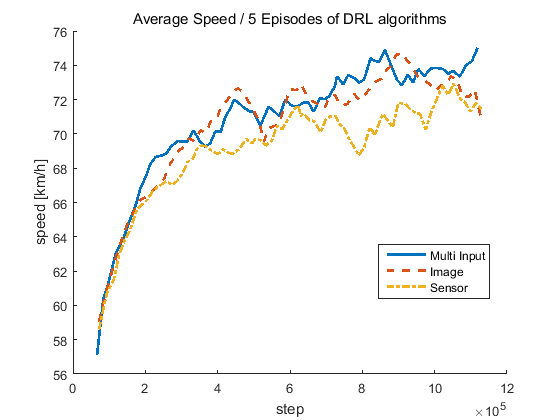 Average Speed / 5 Episodes of DRL algorithms
speed [km/h]
76
74
72
70
68
66
64
62
60
58
56
Multi Input
Image
Sensor
0 2 4 6 8 10 12
step
×10^5